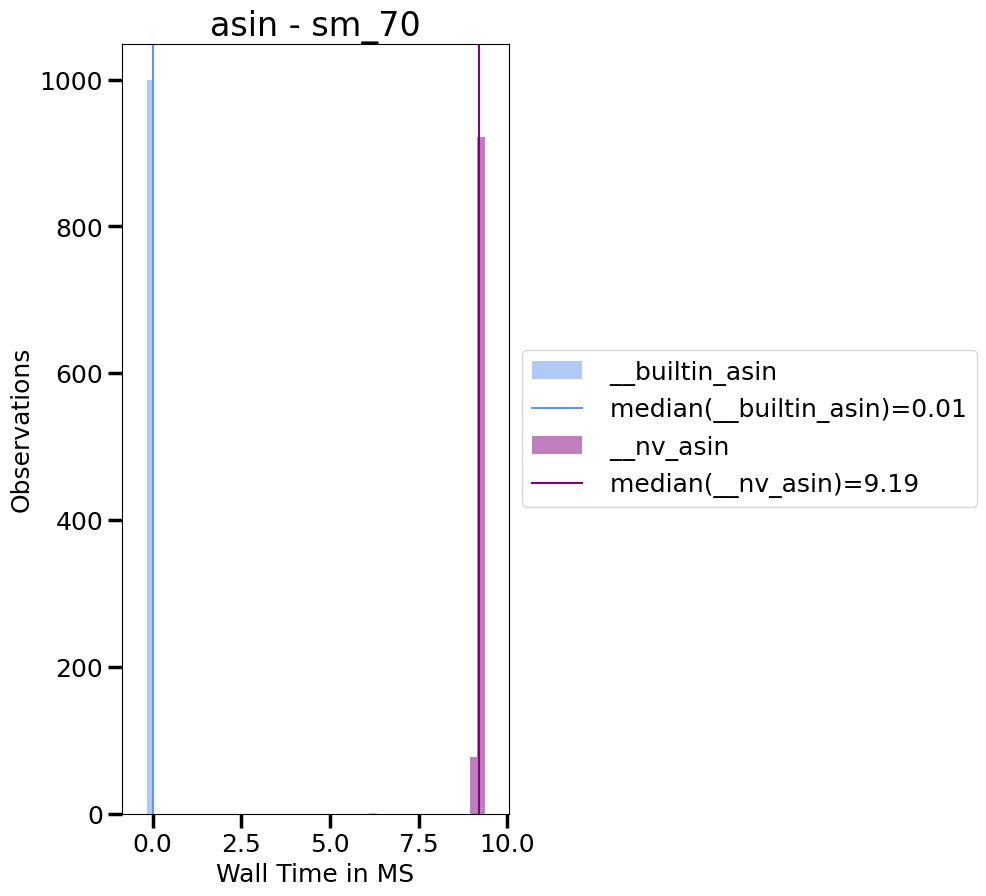 asin - sm_70
1000
800
600
400
200
0
Observations
0.0 2.5 5.0 7.5 10.0
Wall Time in MS
__builtin_asin
median(__builtin_asin)=0.01
__nv_asin
median(__nv_asin)=9.19